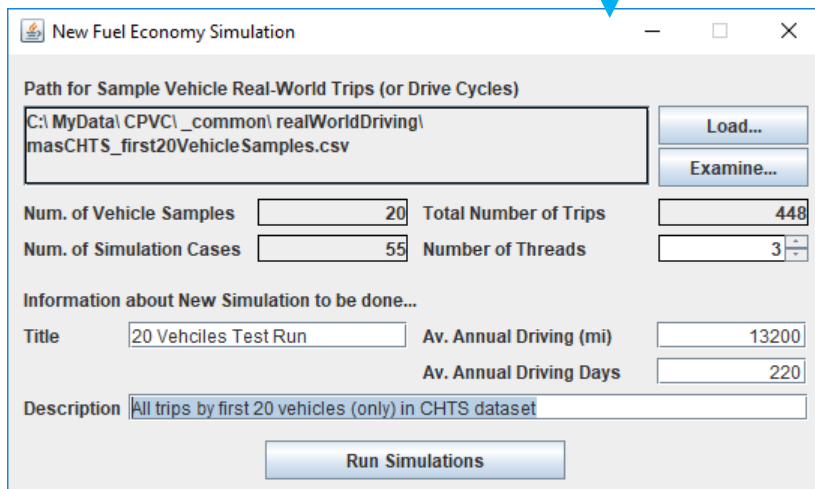 New Fuel Economy Simulation
Path for Sample Vehicle Real-World Trips (or Drive Cycles)
C:\ MyData\ CPVC\ _common\ realWorldDriving\
masCHTS_first20VehicleSamples.csv
Load...
Examine...
Num. of Vehicle Samples 20 Total Number of Trips 448
Num. of Simulation Cases 55 Number of Threads 3
Information about New Simulation to be done...
Title 20 Vehciles Test Run Av. Annual Driving (mi) 13200
Av. Annual Driving Days 220
Description All trips by first 20 vehicles (only) in CHTS dataset
Run Simulations